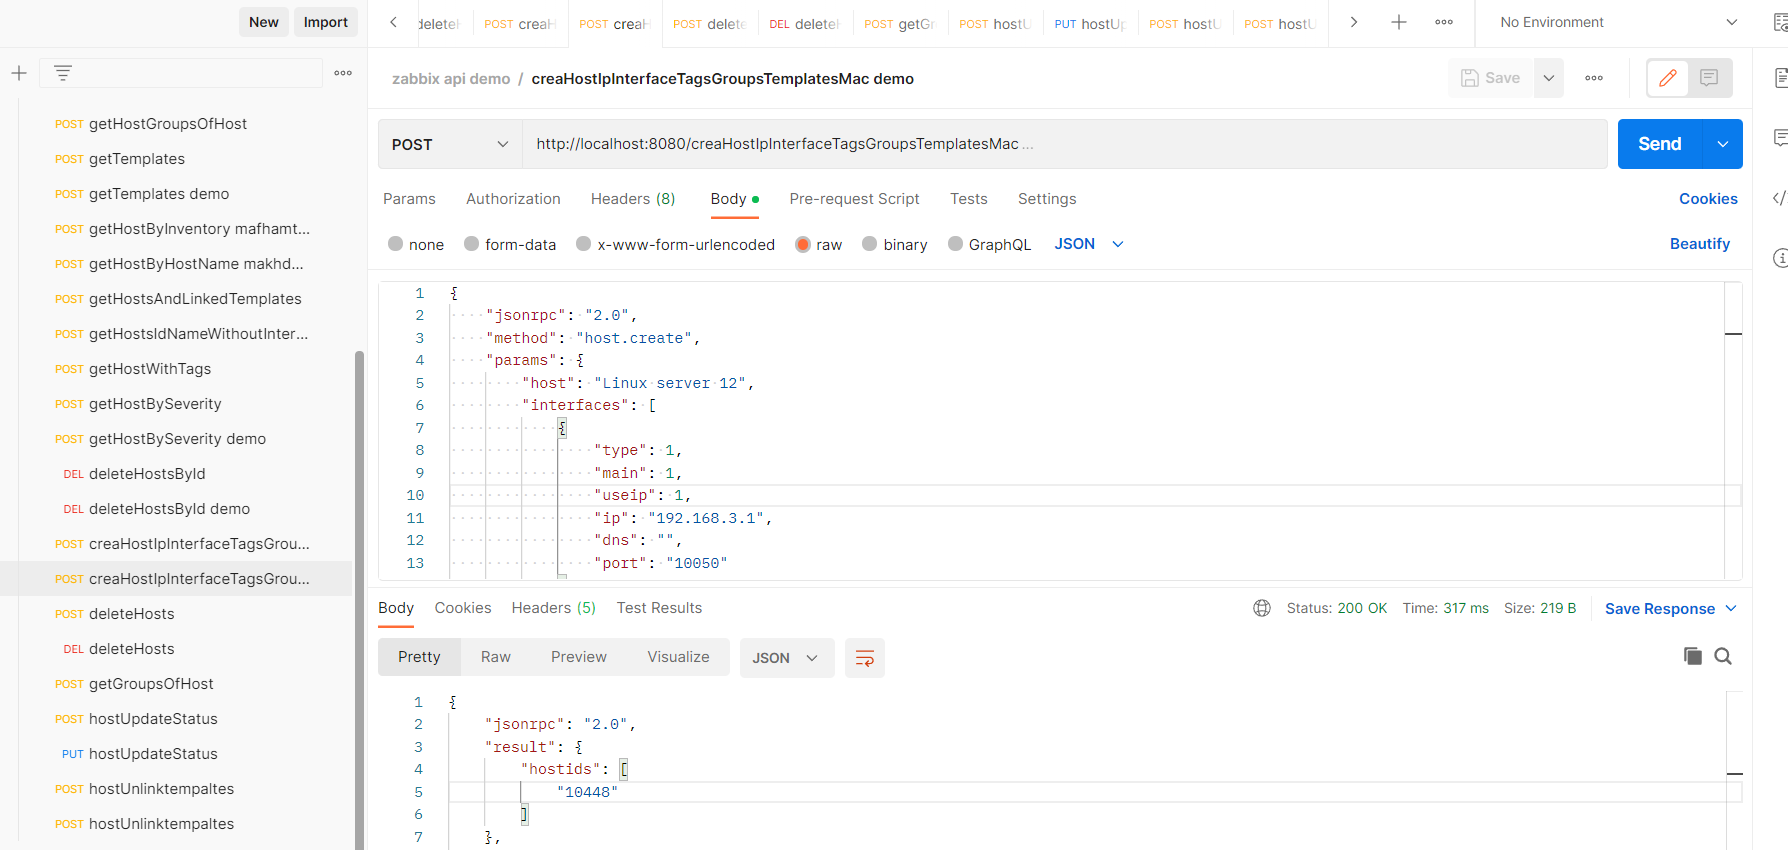 New
Import
delete
POST creaH
POST creaH
POST delete
DEL delete
POST getGr
POST hostU
PUT hostUp
POST hostU
POST hostU
No Environment
zabbix api demo / creaHostIpInterfaceTagsGroupsTemplatesMac demo
Save
POST
http://localhost:8080/creaHostIpInterfaceTagsGroupsTemplatesMac ...
Send
Params
Authorization
Headers (8)
Body
Pre-request Script
Tests
Settings
Cookies
none
form-data
x-www-form-urlencoded
raw
binary
GraphQL
JSON
Beautify
POST getHostGroupsOfHost
POST getTemplates
POST getTemplates demo
POST getHostByInventory mafhamt...
POST getHostByHostName makhd...
POST getHostsAndLinkedTemplates
POST getHostsIdNameWithoutInter...
POST getHostWithTags
POST getHostBySeverity
POST getHostBySeverity demo
DEL deleteHostsById
DEL deleteHostsById demo
POST creaHostIpInterfaceTagsGrou...
POST creaHostIpInterfaceTagsGrou...
POST deleteHosts
DEL deleteHosts
POST getGroupsOfHost
POST hostUpdateStatus
PUT hostUpdateStatus
POST hostUnlinktempaltes
POST hostUnlinktempaltes
1 {
2 "jsonrpc": "2.0",
3 "method": "host.create",
4 "params": {
5 "host": "Linux server 12",
6 "interfaces": [
7 {
8 "type": 1,
9 "main": 1,
10 "useip": 1,
11 "ip": "192.168.3.1",
12 "dns": "",
13 "port": "10050"
Body
Cookies
Headers (5)
Test Results
Status: 200 OK
Time: 317 ms
Size: 219 B
Save Response
Pretty
Raw
Preview
Visualize
JSON
1 {
2 "jsonrpc": "2.0",
3 "result": {
4 "hostids": [
5 "10448"
6 ]
7 },